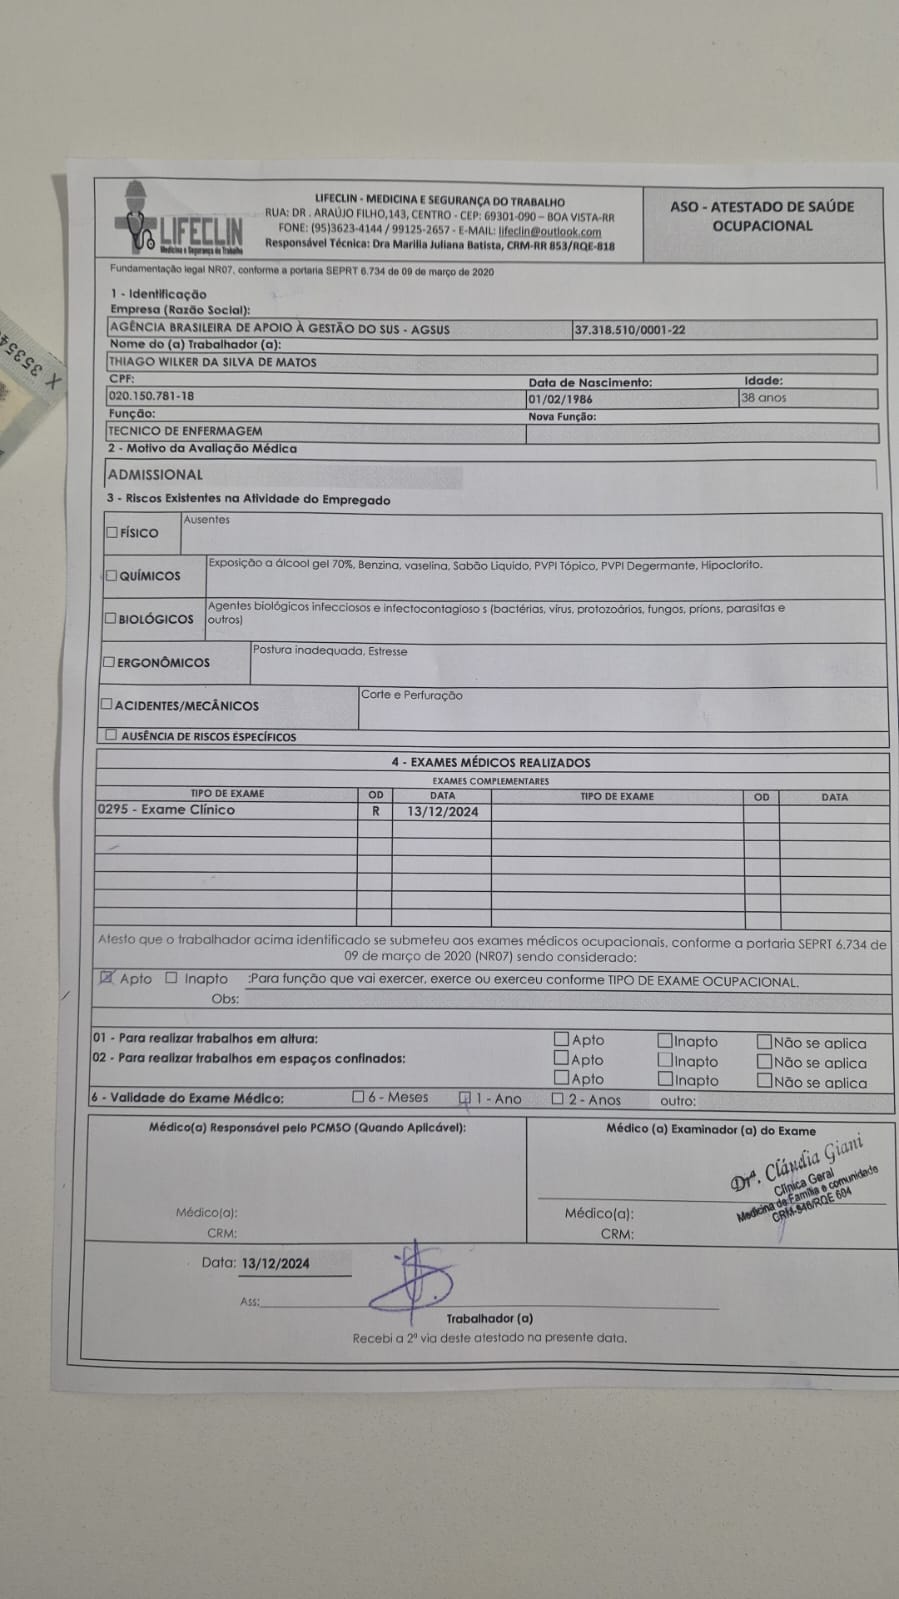 LIFECLIN
Medicina e Segurança do Trabalho
LIFECLIN - MEDICINA E SEGURANÇA DO TRABALHO
RUA: DR . ARAÚJO FILHO,143, CENTRO - CEP: 69301-090 – BOA VISTA-RR
FONE: (95)3623-4144 / 99125-2657 - E-MAIL: lifeclin@outlook.com
Responsável Técnica: Dra Marilia Juliana Batista, CRM-RR 853/RQE-818
ASO - ATESTADO DE SAÚDE
OCUPACIONAL
Fundamentação legal NR07, conforme a portaria SEPRT 6.734 de 09 de março de 2020
1 - Identificação
Empresa (Razão Social):
AGÊNCIA BRASILEIRA DE APOIO À GESTÃO DO SUS - AGSUS 37.318.510/0001-22
Nome do (a) Trabalhador (a):
THIAGO WILKER DA SILVA DE MATOS
CPF: Data de Nascimento: Idade:
020.150.781-18 01/02/1986 38 anos
Função: Nova Função:
TECNICO DE ENFERMAGEM
2 - Motivo da Avaliação Médica
ADMISSIONAL
3 - Riscos Existentes na Atividade do Empregado
☐ FÍSICO Ausentes
☐ QUÍMICOS Exposição a álcool gel 70%, Benzina, vaselina, Sabão Liquido, PVPI Tópico, PVPI Degermante, Hipoclorito.
☐ BIOLÓGICOS Agentes biológicos infecciosos e infectocontagioso s (bactérias, vírus, protozoários, fungos, príons, parasitas e
outros)
☐ ERGONÔMICOS Postura inadequada, Estresse
☐ ACIDENTES/MECÂNICOS Corte e Perfuração
☐ AUSÊNCIA DE RISCOS ESPECÍFICOS
4 - EXAMES MÉDICOS REALIZADOS
EXAMES COMPLEMENTARES
TIPO DE EXAME OD DATA TIPO DE EXAME OD DATA
0295 - Exame Clínico R 13/12/2024
Atesto que o trabalhador acima identificado se submeteu aos exames médicos ocupacionais, conforme a portaria SEPRT 6.734 de
09 de março de 2020 (NR07) sendo considerado:
☒ Apto ☐ Inapto :Para função que vai exercer, exerce ou exerceu conforme TIPO DE EXAME OCUPACIONAL.
Obs:
01 - Para realizar trabalhos em altura: ☐ Apto ☐ Inapto ☐ Não se aplica
02 - Para realizar trabalhos em espaços confinados: ☐ Apto ☐ Inapto ☐ Não se aplica
☐ Apto ☐ Inapto ☐ Não se aplica
6 - Validade do Exame Médico: ☐ 6 - Meses ☒ 1 - Ano ☐ 2 - Anos outro:
Médico(a) Responsável pelo PCMSO (Quando Aplicável): Médico (a) Examinador (a) do Exame
Drª. Cláudia Giani
Clínica Geral
Medicina de Família e comunidade
CRM-946/RQE 604
Médico(a): Médico(a):
CRM: CRM:
Data: 13/12/2024
Ass:
Trabalhador (a)
Recebi a 2ª via deste atestado na presente data.